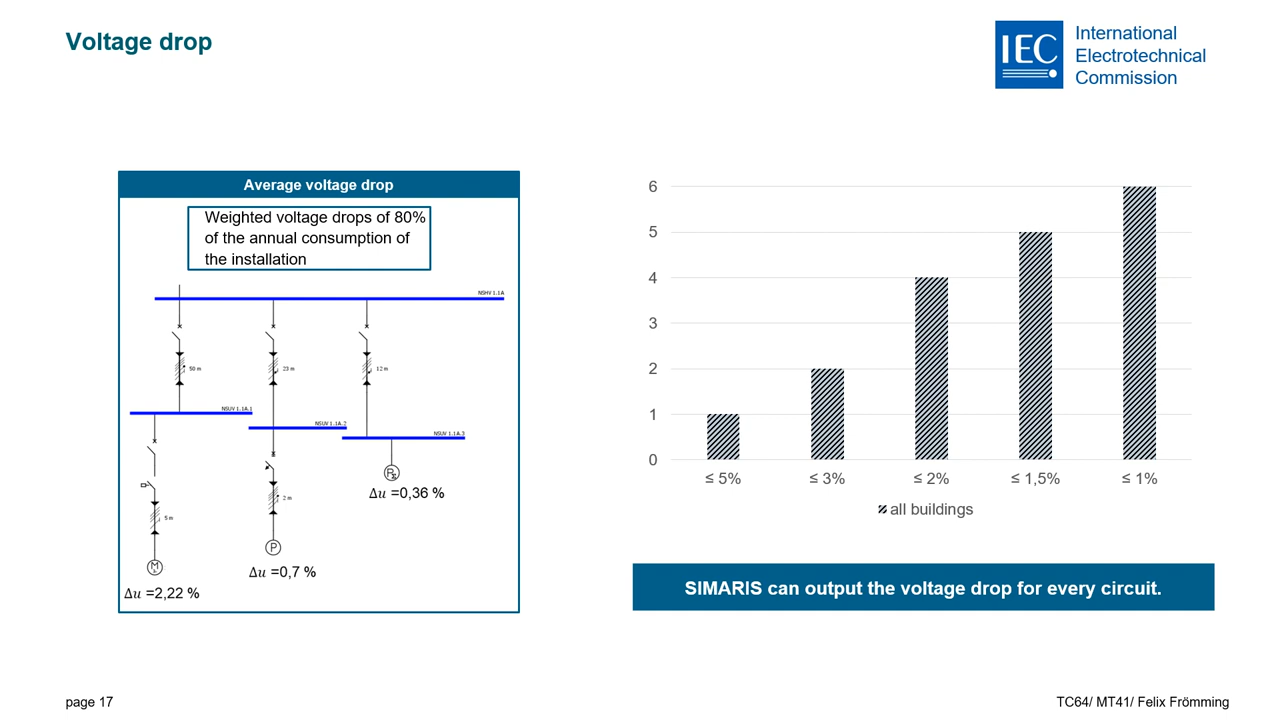 Voltage drop
IEC
International
Electrotechnical
Commission
Average voltage drop
Weighted voltage drops of 80%
of the annual consumption of
the installation
NSHV 1.1A
50 m
23 m
12 m
NSUV 1.1A.1
NSUV 1.1A.2
NSUV 1.1A.3
2 m
5 m
M
P
Δu =0,36 %
Δu =0,7 %
Δu =2,22 %
6
5
4
3
2
1
0
≤ 5%
≤ 3%
≤ 2%
≤ 1,5%
≤ 1%
all buildings
SIMARIS can output the voltage drop for every circuit.
page 17
TC64/ MT41/ Felix Frömming